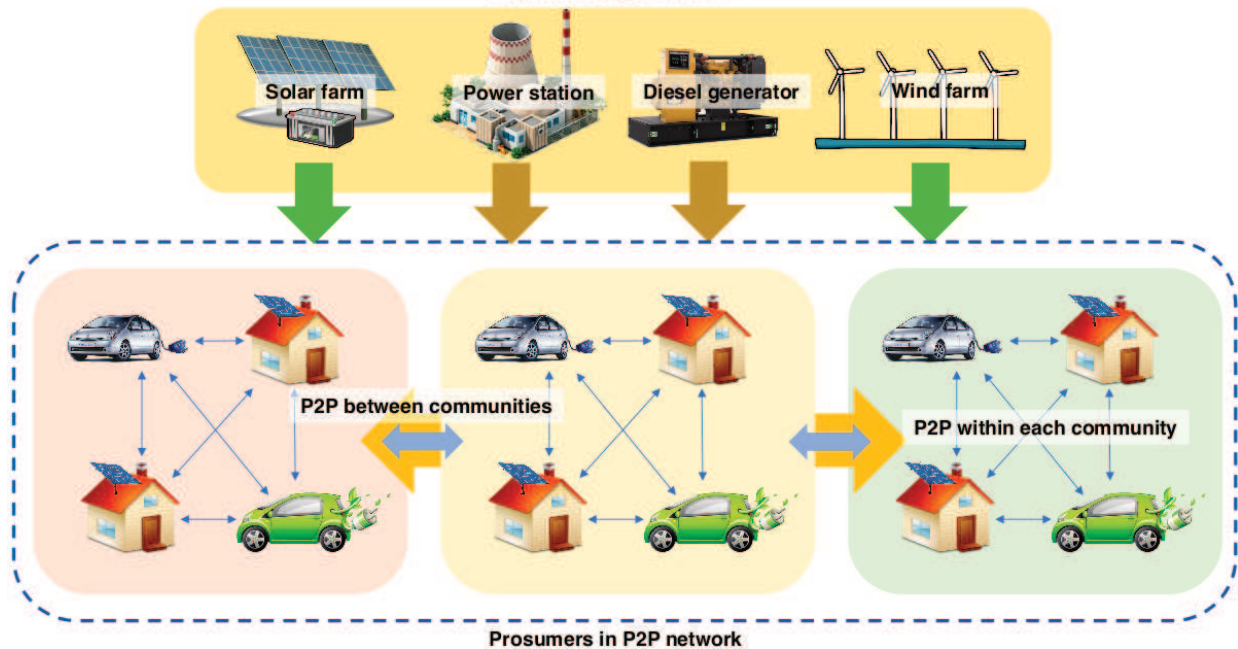 Solar farm
Power station
Diesel generator
Wind farm
P2P between communities
P2P within each community
Prosumers in P2P network